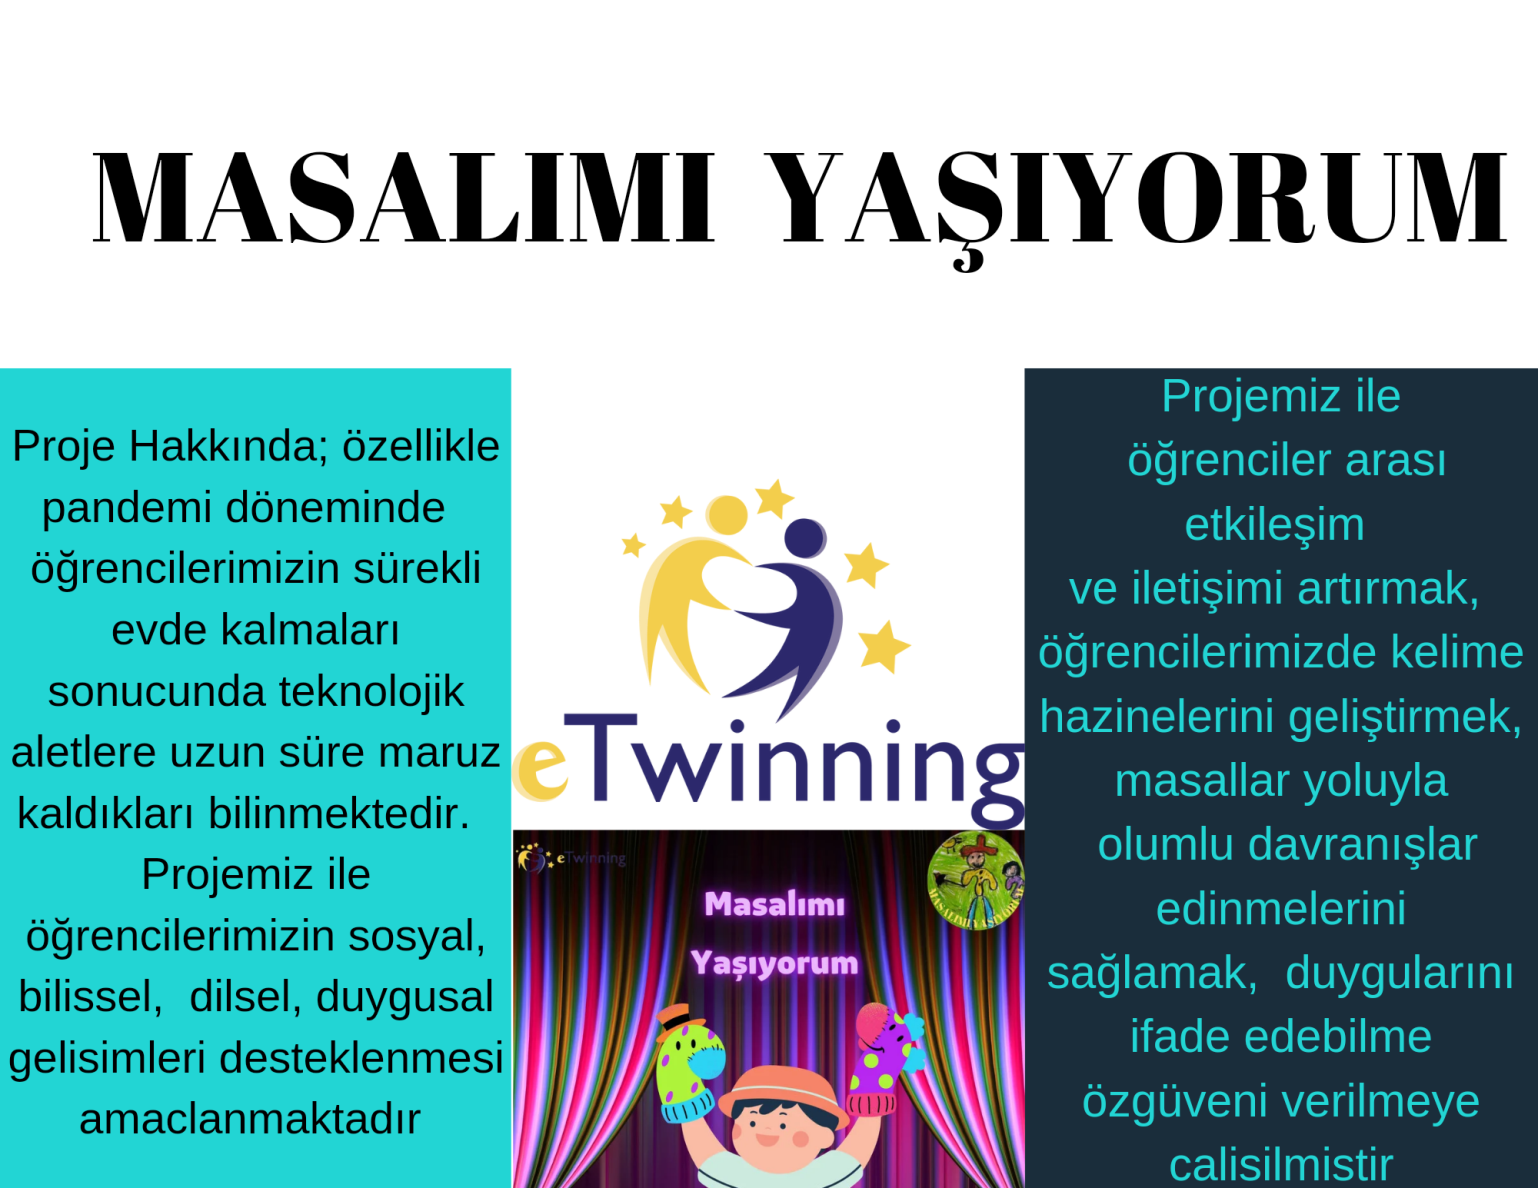 MASALIMI YAŞIYORUM
Proje Hakkında; özellikle
pandemi döneminde
öğrencilerimizin sürekli
evde kalmaları
sonucunda teknolojik
aletlere uzun süre maruz
kaldıkları bilinmektedir.
Projemiz ile
öğrencilerimizin sosyal,
bilissel, dilsel, duygusal
gelisimleri desteklenmesi
amaclanmaktadır
eTwinning
eTwinning
Masalımı
Yaşıyorum
MASALIMI YAŞIYORUM
Projemiz ile
öğrenciler arası
etkileşim
ve iletişimi artırmak,
öğrencilerimizde kelime
hazinelerini geliştirmek,
masallar yoluyla
olumlu davranışlar
edinmelerini
sağlamak, duygularını
ifade edebilme
özgüveni verilmeye
calisilmistir